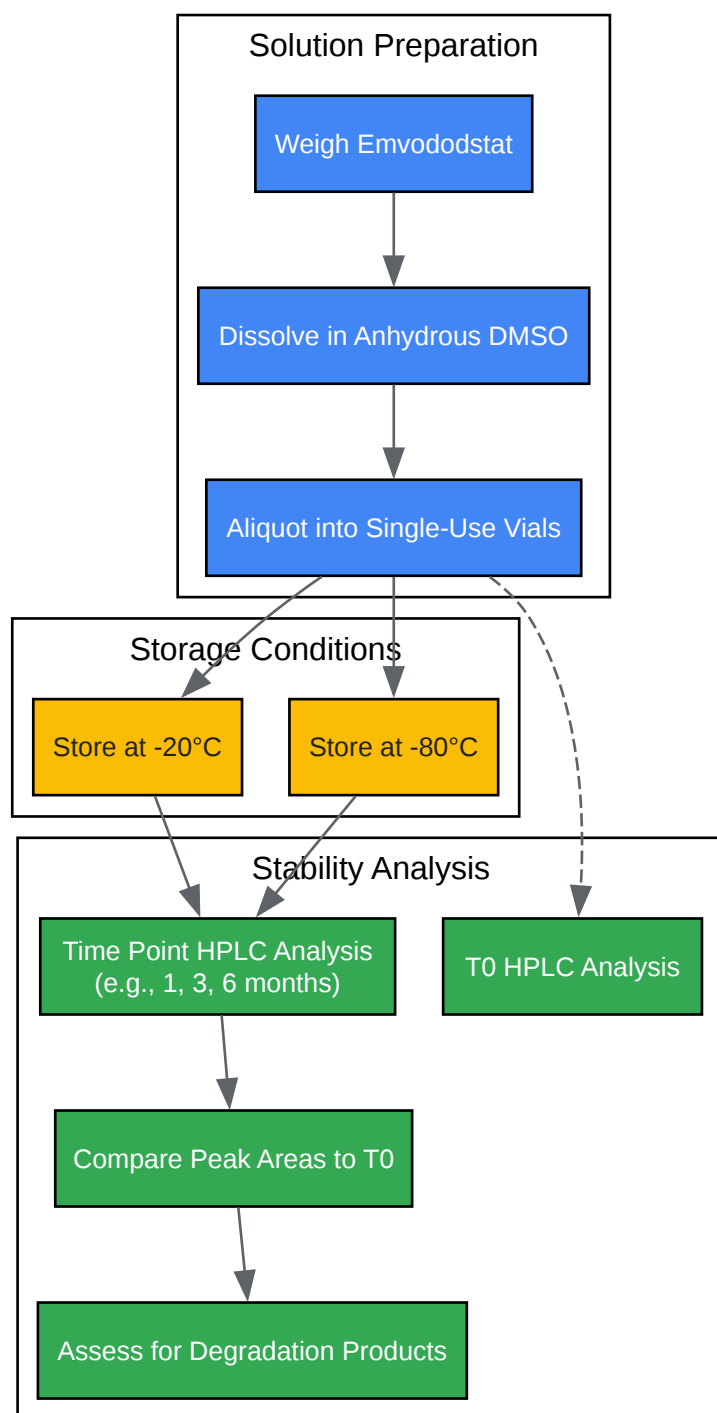 Solution Preparation
Weigh Emvododstat
Dissolve in Anhydrous DMSO
Aliquot into Single-Use Vials
Storage Conditions
Store at -20°C
Store at -80°C
Stability Analysis
Time Point HPLC Analysis
(e.g., 1, 3, 6 months)
T0 HPLC Analysis
Compare Peak Areas to T0
Assess for Degradation Products